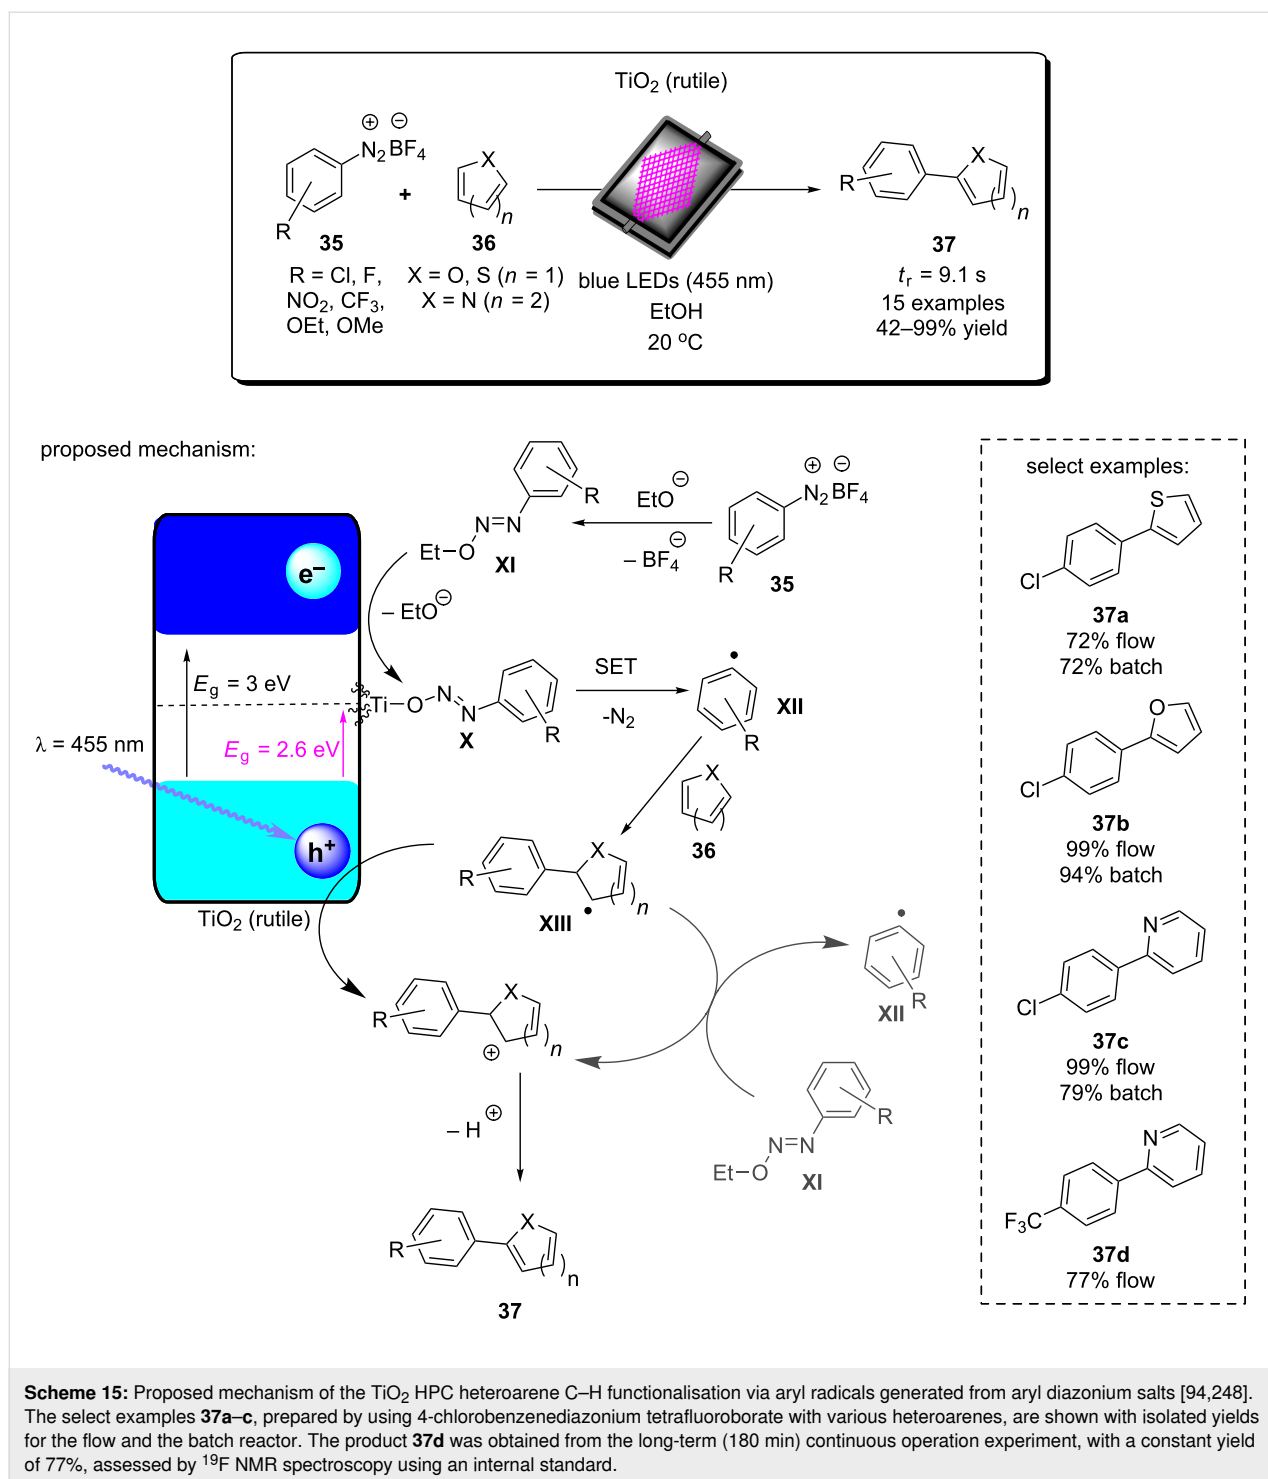 TiO2 (rutile)
⊕ ⊖
N2BF4
R
35
+
X
n
36
R = Cl, F,
NO2, CF3,
OEt, OMe
X = O, S (n = 1)
X = N (n = 2)
blue LEDs (455 nm)
EtOH
20 oC
R
X
n
37
tr = 9.1 s
15 examples
42–99% yield
proposed mechanism:
R
N=N
Et–O
XI
EtO⊖
– BF4⊖
⊕ ⊖
N2BF4
R
35
– EtO⊖
e–
Eg = 3 eV
Eg = 2.6 eV
λ = 455 nm
h+
TiO2 (rutile)
Ti–O
N
N
R
X
SET
-N2
•
R
XII
X
36
R
X
n
•
XIII
R
X
n
⊕
•
R
XII
R
N=N
Et–O
XI
– H⊕
R
X
n
37
select examples:
S
Cl
37a
72% flow
72% batch
O
Cl
37b
99% flow
94% batch
N
Cl
37c
99% flow
79% batch
N
F3C
37d
77% flow
Scheme 15: Proposed mechanism of the TiO2 HPC heteroarene C–H functionalisation via aryl radicals generated from aryl diazonium salts [94,248].
The select examples 37a–c, prepared by using 4-chlorobenzenediazonium tetrafluoroborate with various heteroarenes, are shown with isolated yields
for the flow and the batch reactor. The product 37d was obtained from the long-term (180 min) continuous operation experiment, with a constant yield
of 77%, assessed by 19F NMR spectroscopy using an internal standard.